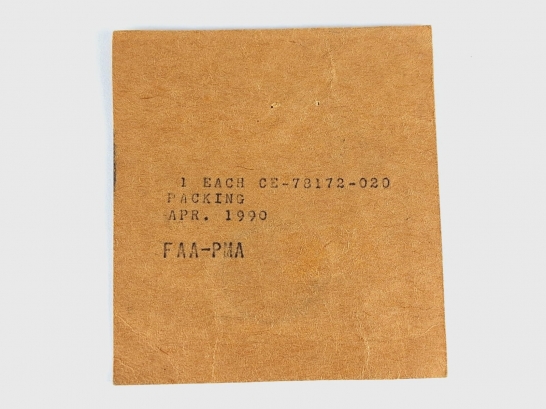 1 EACH CE-78172-020
PACKING
APR. 1990
FAA-PMA